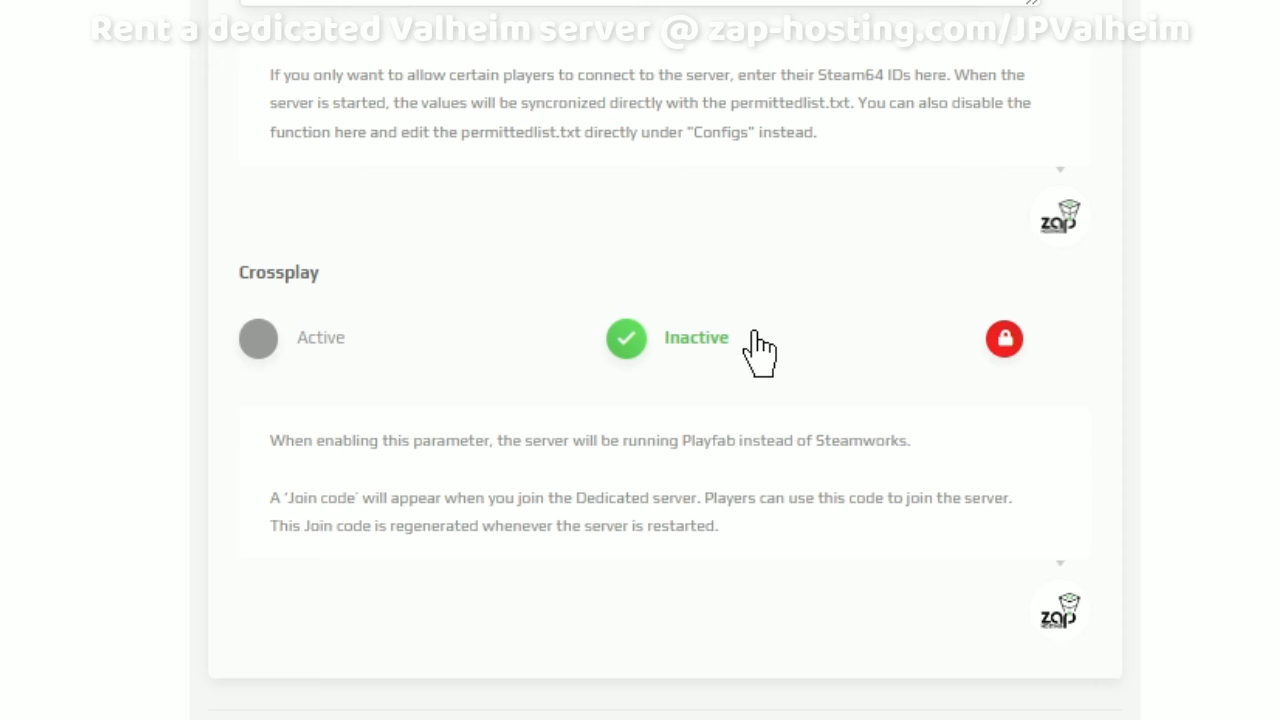 Rent a dedicated Valheim server @ zap-hosting.com/JPValheim
If you only want to allow certain players to connect to the server, enter their Steam64 IDs here. When the
server is started, the values will be syncronized directly with the permittedlist.txt. You can also disable the
function here and edit the permittedlist.txt directly under "Configs" instead.
zap
Crossplay
Active
Inactive
When enabling this parameter, the server will be running Playfab instead of Steamworks.
A 'Join code' will appear when you join the Dedicated server. Players can use this code to join the server.
This Join code is regenerated whenever the server is restarted.
zap